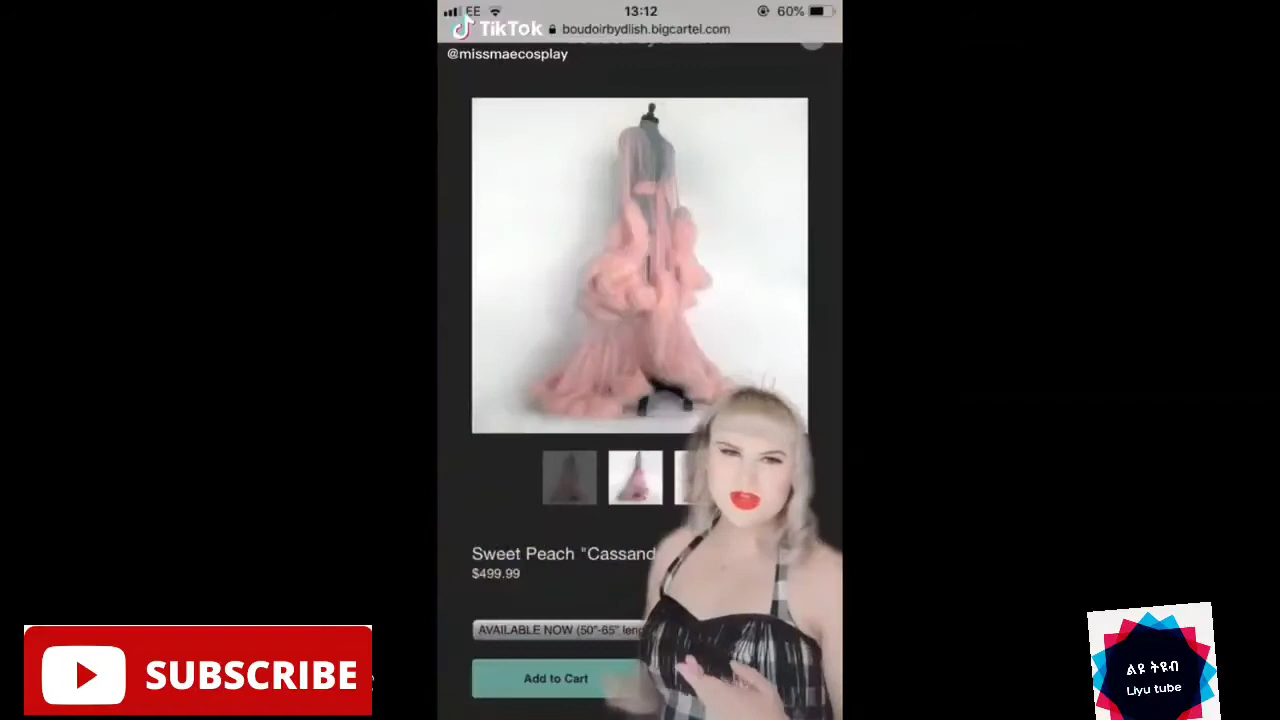 EE
13:12
60%
TikTok
boudoirbydlish.bigcartel.com
@missmaecosplay
Sweet Peach "Cassand
$499.99
AVAILABLE NOW (50"-65" leng
Add to Cart
SUBSCRIBE
ልዩ ትዩብ
Liyu tube